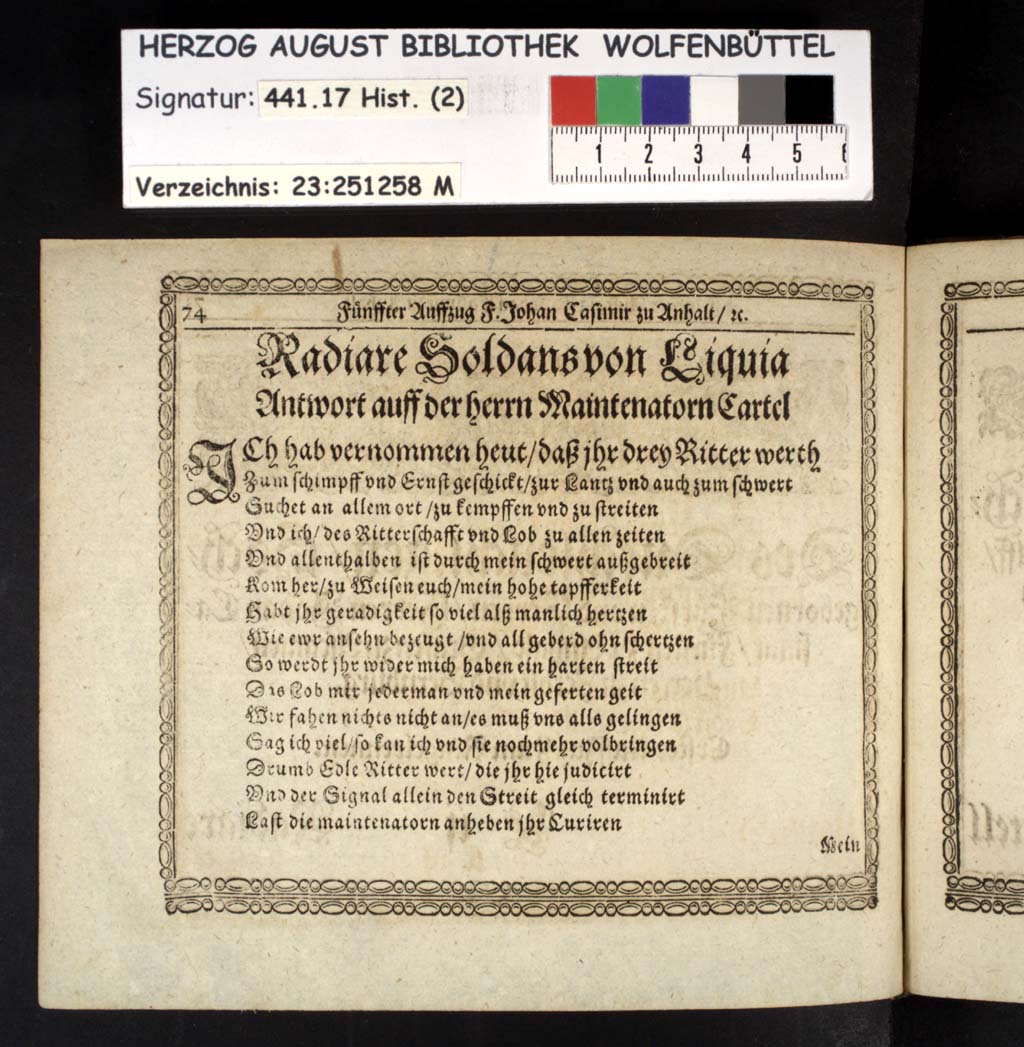 HERZOG AUGUST BIBLIOTHEK WOLFENBÜTTEL
Signatur: 441.17 Hist. (2)
1 2 3 4 5 6
Verzeichnis: 23:251258 M
74 Fünffter Auffzug F. Johan Casimir zu Anhalt/ ꝛc.
Radiare Soldans von Liquia
Antwort auff der herrn Maintenatorn Cartel
JCh hab vernommen heut/daß jhr drey Ritter werth
Zum schimpff vnd Ernst geschickt/zur Lantz vnd auch zum schwert
Suchet an allem ort /zu kempffen vnd zu streiten
Vnd ich/ des Ritterschafft vnd Lob zu allen zeiten
Vnd allenthalben ist durch mein schwert außgebreit
Kom her/zu Weisen euch/mein hohe tapfferkeit
Habt jhr geradigkeit so viel alß manlich hertzen
Wie ewr ansehn bezeugt /vnd all geberd ohn schertzen
So werdt jhr wider mich haben ein harten streit
Das Lob mir jederman vnd mein geferten geit
Wir fahen nichts nicht an/es muß vns alls gelingen
Sag ich viel/so kan ich vnd sie nochmehr volbringen
Drumb Edle Ritter wert/ die jhr hie judicirt
Vnd der Signal allein den Streit gleich terminirt
Last die maintenatorn anheben jhr Curiren
Mein